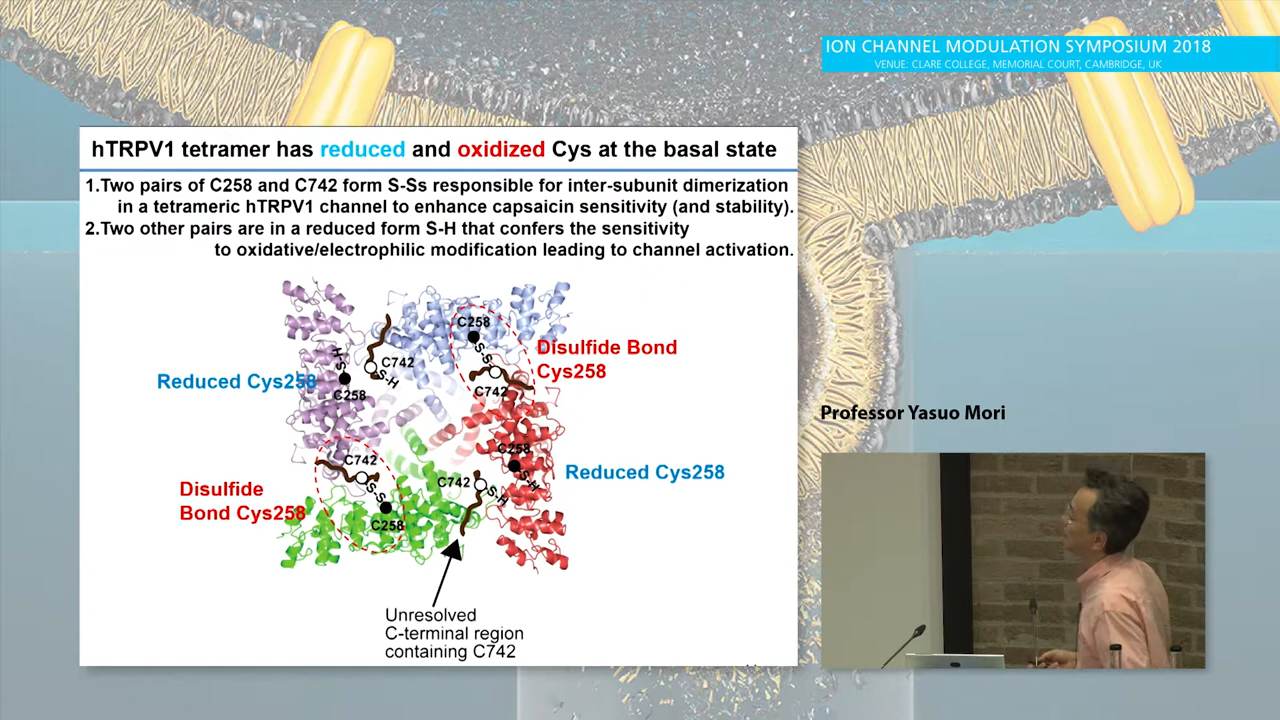 ION CHANNEL MODULATION SYMPOSIUM 2018
VENUE: CLARE COLLEGE, MEMORIAL COURT, CAMBRIDGE, UK
hTRPV1 tetramer has reduced and oxidized Cys at the basal state
1.Two pairs of C258 and C742 form S-Ss responsible for inter-subunit dimerization
in a tetrameric hTRPV1 channel to enhance capsaicin sensitivity (and stability).
2.Two other pairs are in a reduced form S-H that confers the sensitivity
to oxidative/electrophilic modification leading to channel activation.
C258
Disulfide Bond
Cys258
S-S
C742
H-S
C742
S-H
Reduced Cys258
C258
C258
Reduced Cys258
S-H
C742
C742
S-H
S-S
Disulfide
Bond Cys258
C258
Unresolved
C-terminal region
containing C742
Professor Yasuo Mori